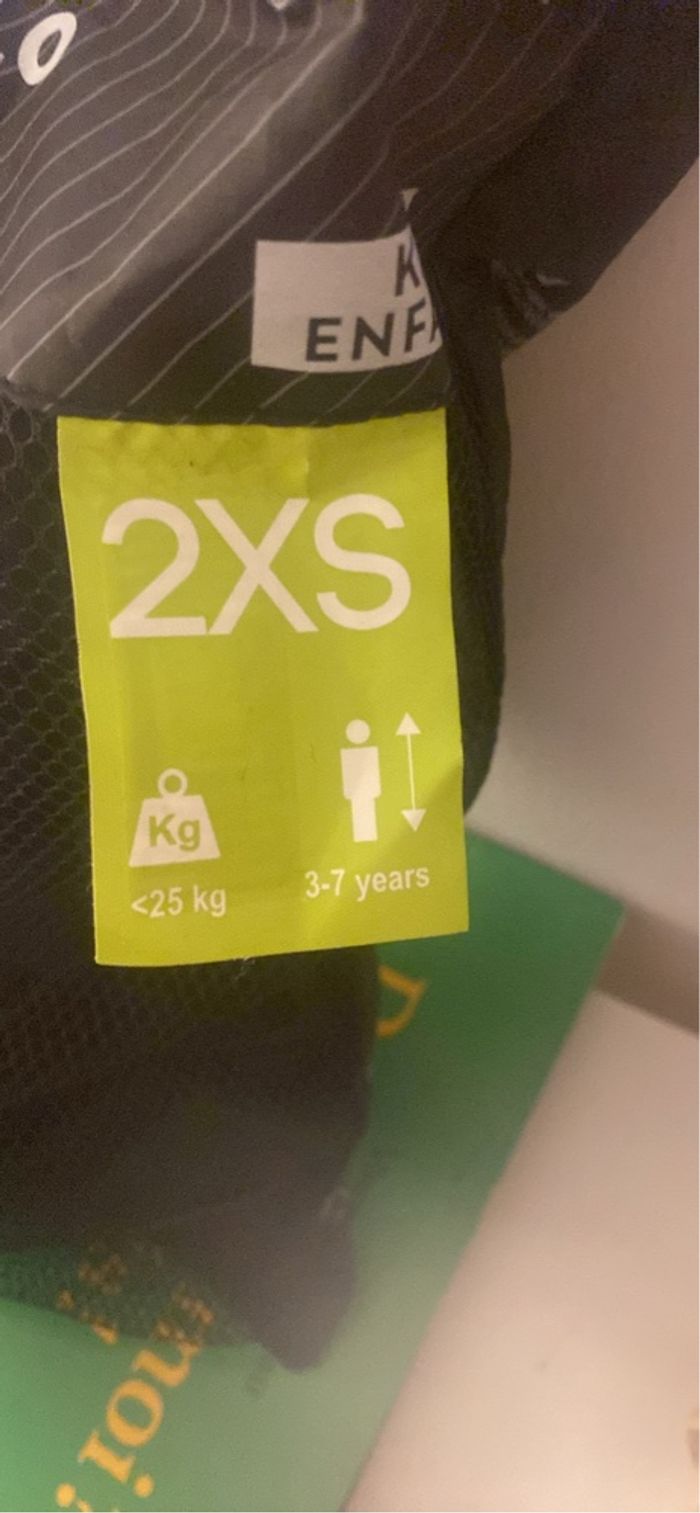 K
ENF
2XS
Kg
<25 kg
3-7 years